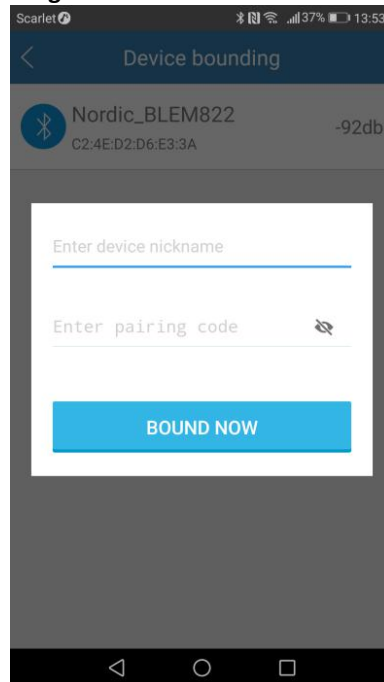 Scarlet 37% 13:53
Device bounding
Nordic_BLEM822
-92db
C2:4E:D2:D6:E3:3A
Enter device nickname
Enter pairing code
BOUND NOW